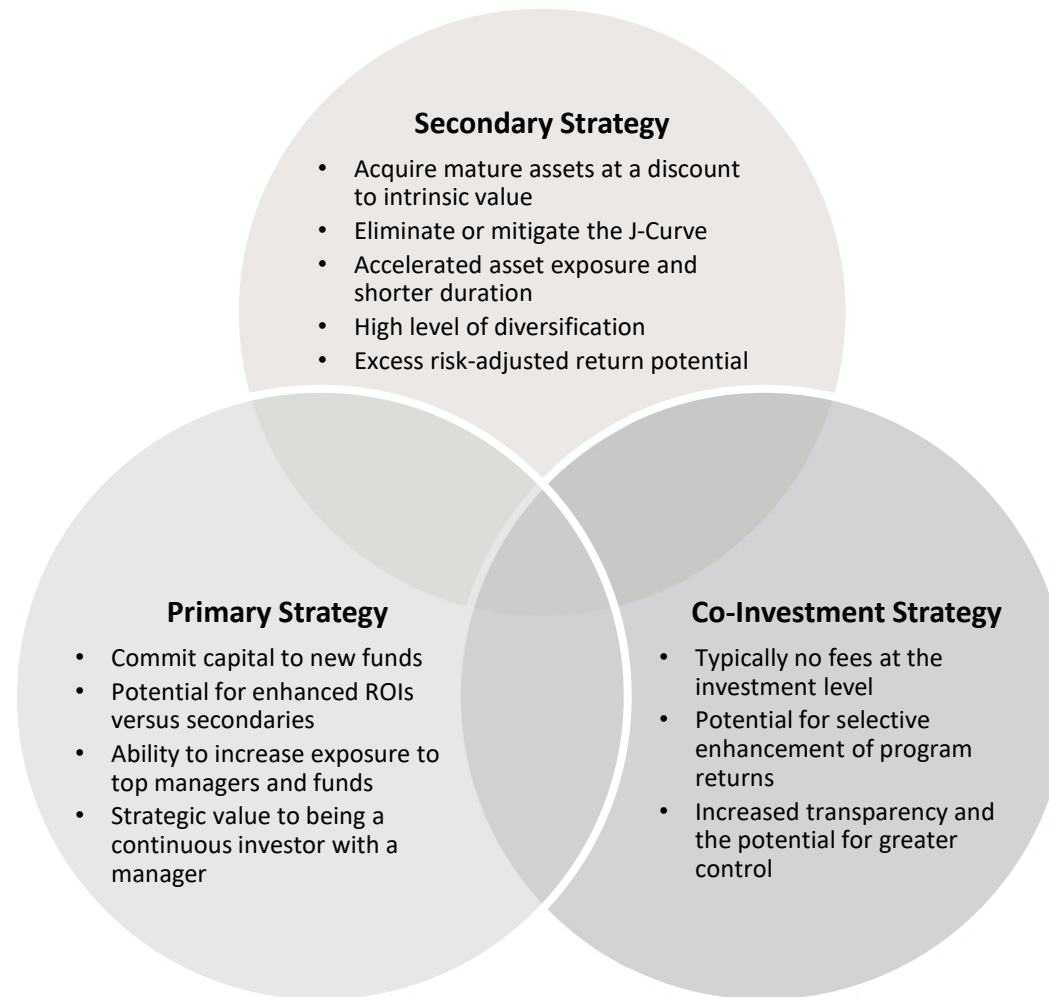 Secondary Strategy
• Acquire mature assets at a discount
to intrinsic value
• Eliminate or mitigate the J-Curve
• Accelerated asset exposure and
shorter duration
• High level of diversification
• Excess risk-adjusted return potential
Primary Strategy
• Commit capital to new funds
• Potential for enhanced ROIs
versus secondaries
• Ability to increase exposure to
top managers and funds
• Strategic value to being a
continuous investor with a
manager
Co-Investment Strategy
• Typically no fees at the
investment level
• Potential for selective
enhancement of program
returns
• Increased transparency and
the potential for greater
control